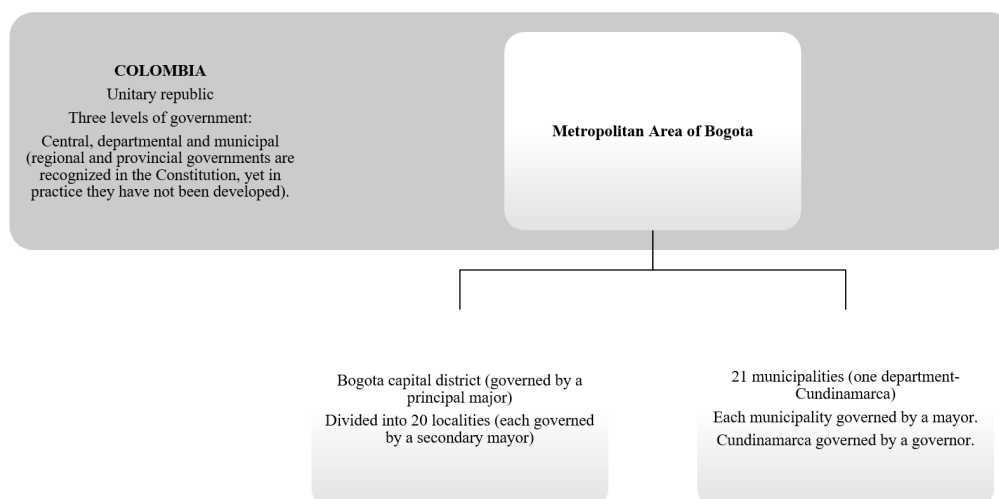 COLOMBIA
Unitary republic
Three levels of government:
Central, departmental and municipal
(regional and provincial governments are
recognized in the Constitution, yet in
practice they have not been developed).
Metropolitan Area of Bogota
Bogota capital district (governed by a
principal major)
Divided into 20 localities (each governed
by a secondary mayor)
21 municipalities (one department-
Cundinamarca)
Each municipality governed by a mayor.
Cundinamarca governed by a governor.